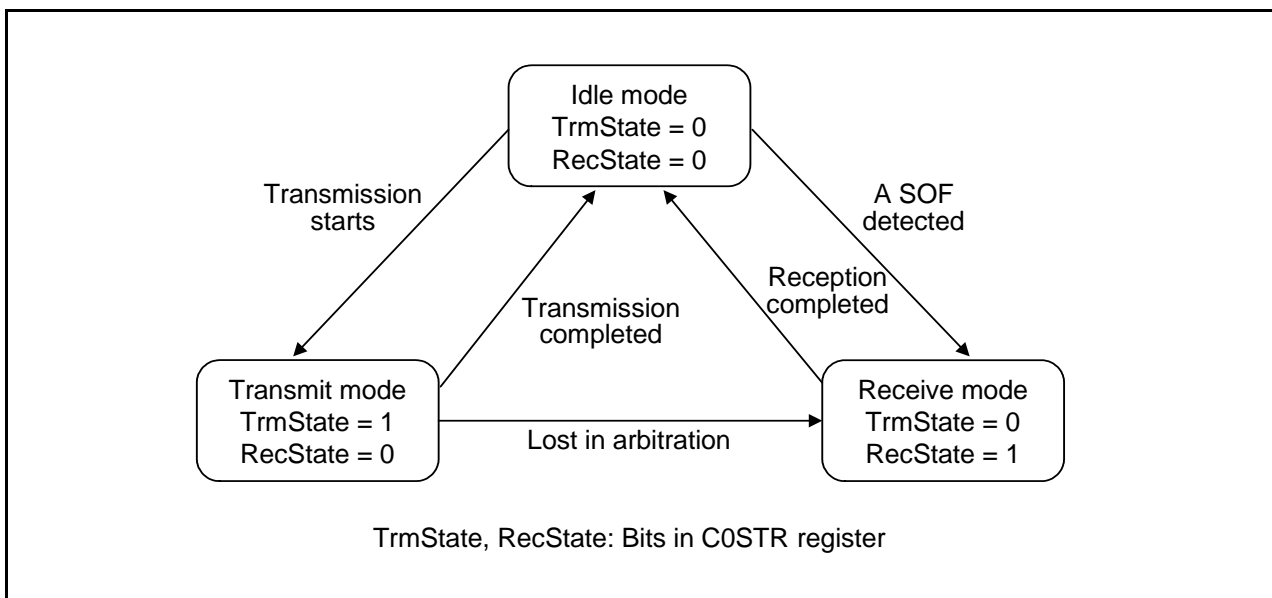 Idle mode
TrmState = 0
RecState = 0
Transmission
starts
A SOF
detected
Transmission
completed
Reception
completed
Transmit mode
TrmState = 1
RecState = 0
Lost in arbitration
Receive mode
TrmState = 0
RecState = 1
TrmState, RecState: Bits in C0STR register